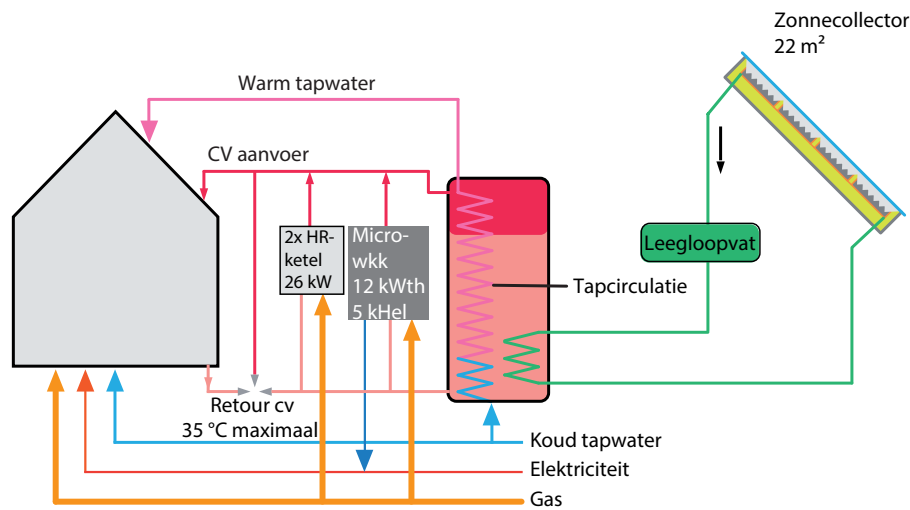 Zonnecollector
22 m²
Warm tapwater
CV aanvoer
2x HR-
ketel
26 kW
Micro-
wkk
12 kWth
5 kHel
Leegloopvat
Tapcirculatie
Retour cv
35 °C maximaal
Koud tapwater
Elektriciteit
Gas